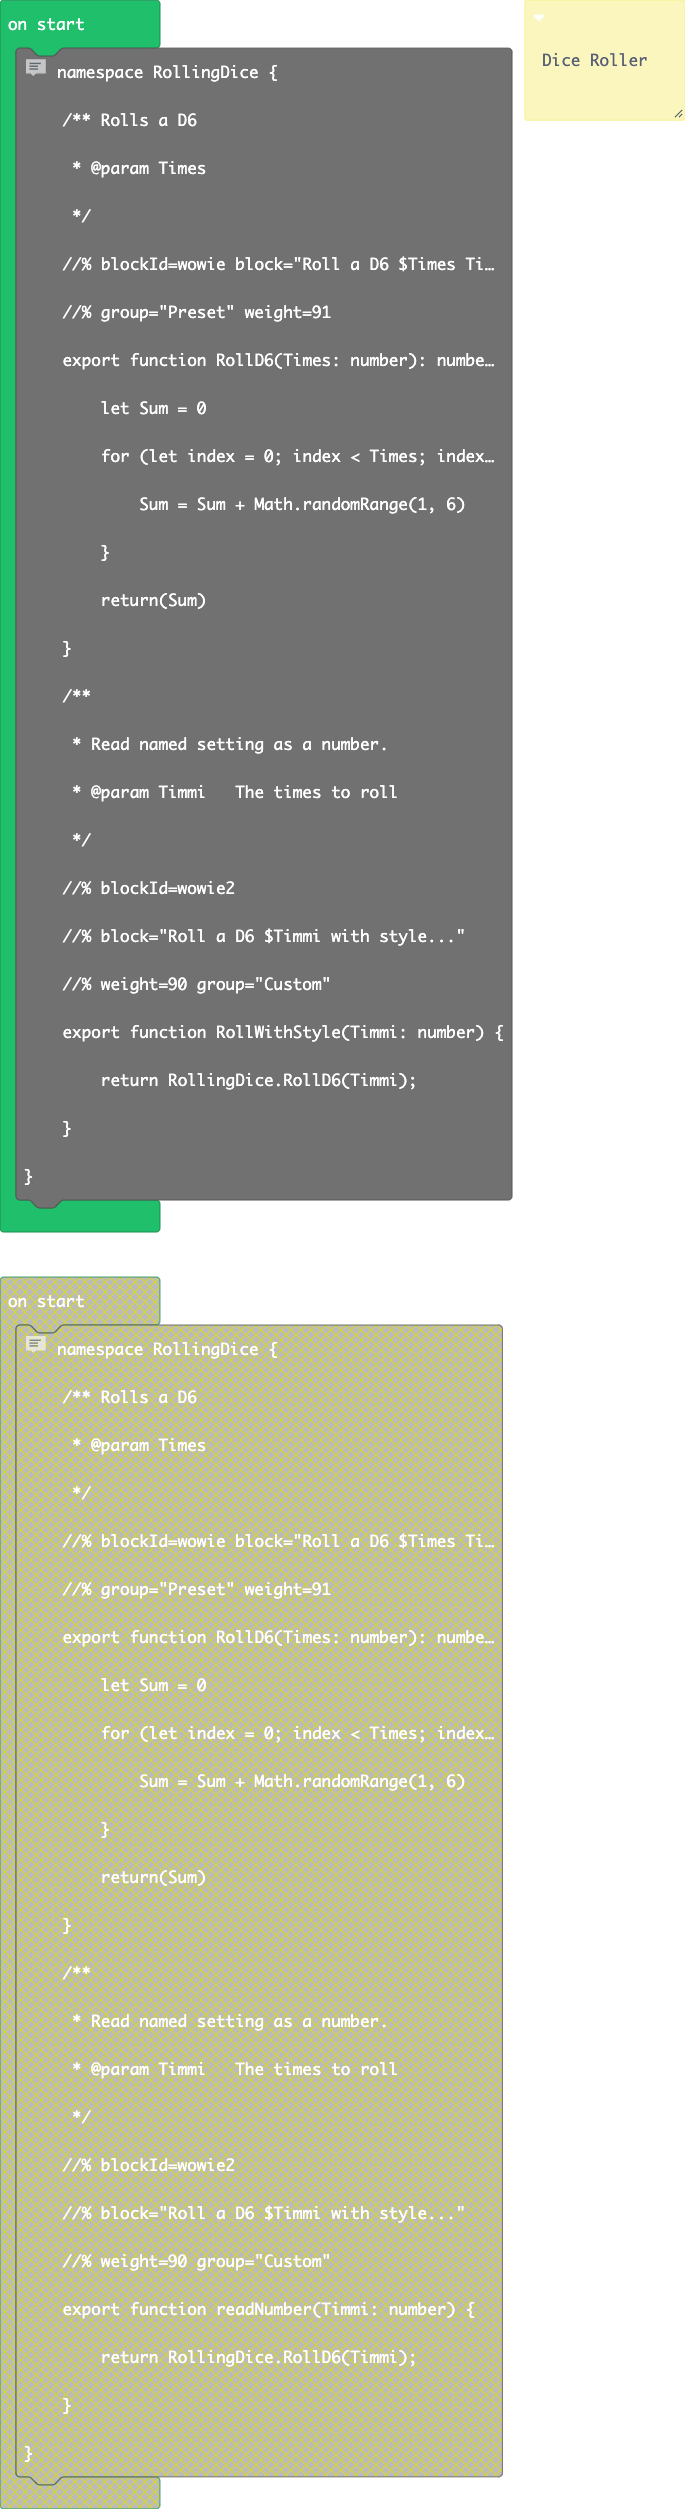 on start
namespace RollingDice {
/** Rolls a D6
* @param Times
*/
//% blockId=wowie block="Roll a D6 $Times Ti…
//% group="Preset" weight=91
export function RollD6(Times: number): numbe…
let Sum = 0
for (let index = 0; index < Times; index…
Sum = Sum + Math.randomRange(1, 6)
}
return(Sum)
}
/**
* Read named setting as a number.
* @param Timmi   The times to roll
*/
//% blockId=wowie2
//% block="Roll a D6 $Timmi with style..."
//% weight=90 group="Custom"
export function RollWithStyle(Timmi: number) {
return RollingDice.RollD6(Timmi);
}
}
Dice Roller
on start
namespace RollingDice {
/** Rolls a D6
* @param Times
*/
//% blockId=wowie block="Roll a D6 $Times Ti…
//% group="Preset" weight=91
export function RollD6(Times: number): numbe…
let Sum = 0
for (let index = 0; index < Times; index…
Sum = Sum + Math.randomRange(1, 6)
}
return(Sum)
}
/**
* Read named setting as a number.
* @param Timmi   The times to roll
*/
//% blockId=wowie2
//% block="Roll a D6 $Timmi with style..."
//% weight=90 group="Custom"
export function readNumber(Timmi: number) {
return RollingDice.RollD6(Timmi);
}
}